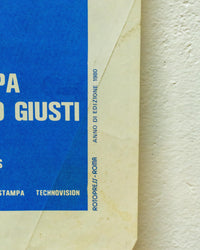 PA
O GIUSTI
S
STAMPA TECHNOVISION
ROTOPRESS - ROMA ANNO DI EDIZIONE 1980